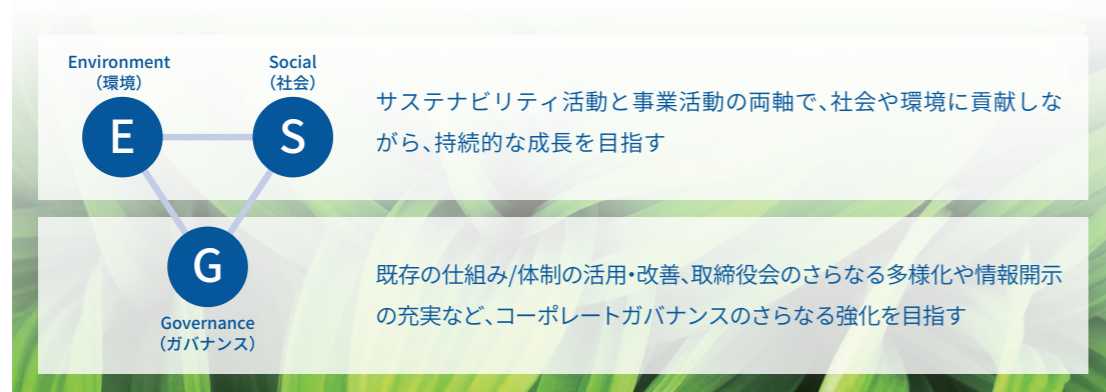 Environment
（環境）
Social
（社会）
E
S
サステナビリティ活動と事業活動の両軸で、社会や環境に貢献しな
がら、持続的な成長を目指す
G
Governance
（ガバナンス）
既存の仕組み/体制の活用・改善、取締役会のさらなる多様化や情報開示
の充実など、コーポレートガバナンスのさらなる強化を目指す